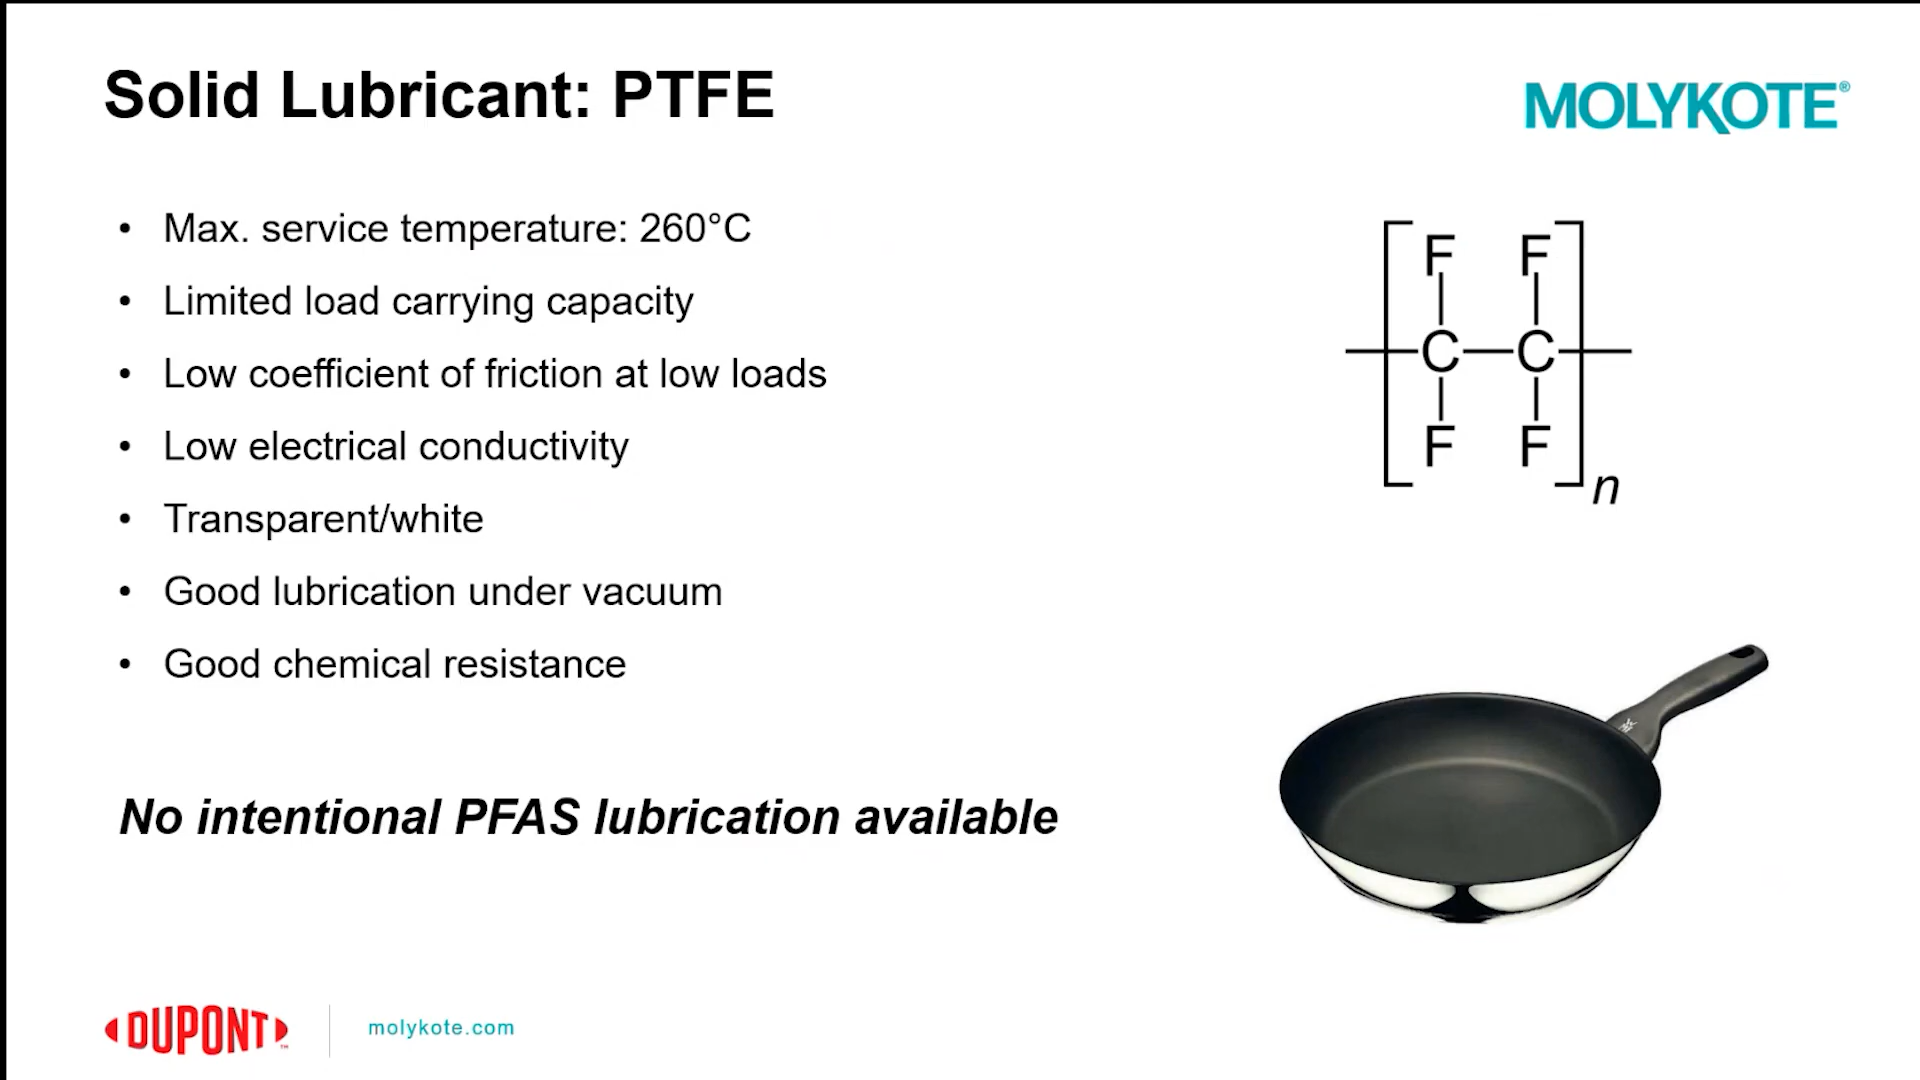 Solid Lubricant: PTFE
MOLYKOTE®
• Max. service temperature: 260°C
• Limited load carrying capacity
• Low coefficient of friction at low loads
• Low electrical conductivity
• Transparent/white
• Good lubrication under vacuum
• Good chemical resistance
F F
C C
F F
n
No intentional PFAS lubrication available
DUPONT™
molykote.com